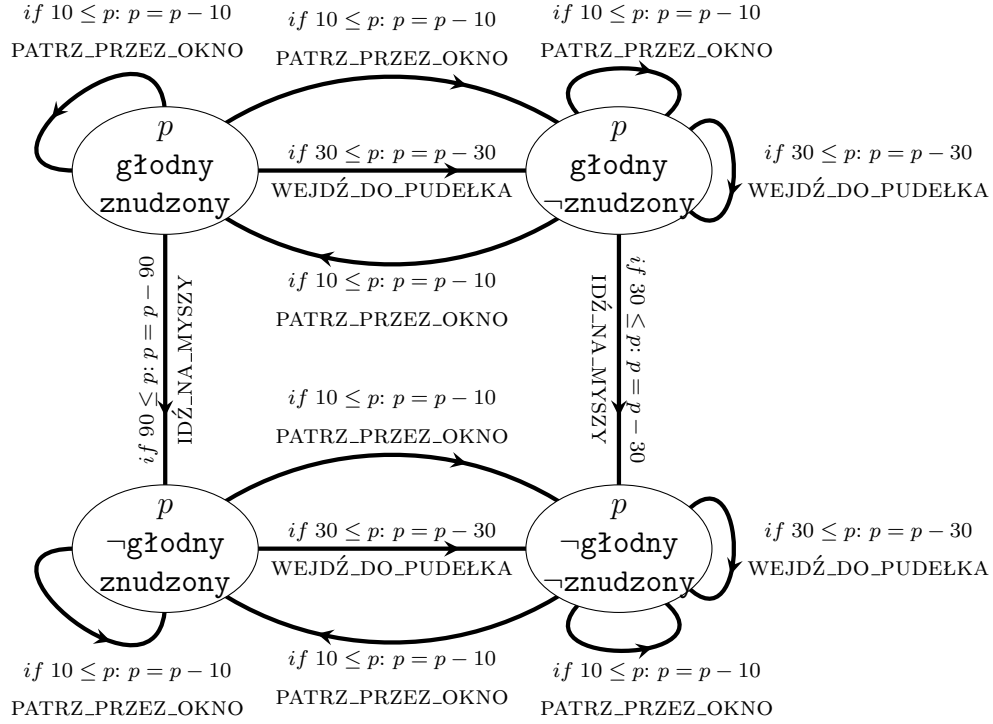 if 10 ≤ p: p = p − 10
PATRZ_PRZEZ_OKNO
if 10 ≤ p: p = p − 10
PATRZ_PRZEZ_OKNO
if 10 ≤ p: p = p − 10
PATRZ_PRZEZ_OKNO
p
głodny
znudzony
if 30 ≤ p: p = p − 30
WEJDŹ_DO_PUDEŁKA
p
głodny
¬znudzony
if 30 ≤ p: p = p − 30
WEJDŹ_DO_PUDEŁKA
if 10 ≤ p: p = p − 10
PATRZ_PRZEZ_OKNO
if 90 ≤ p: p = p − 90
IDŹ_NA_MYSZY
if 30 ≤ p: p = p − 30
IDŹ_NA_MYSZY
if 10 ≤ p: p = p − 10
PATRZ_PRZEZ_OKNO
p
¬głodny
znudzony
if 30 ≤ p: p = p − 30
WEJDŹ_DO_PUDEŁKA
p
¬głodny
¬znudzony
if 30 ≤ p: p = p − 30
WEJDŹ_DO_PUDEŁKA
if 10 ≤ p: p = p − 10
PATRZ_PRZEZ_OKNO
if 10 ≤ p: p = p − 10
PATRZ_PRZEZ_OKNO
if 10 ≤ p: p = p − 10
PATRZ_PRZEZ_OKNO